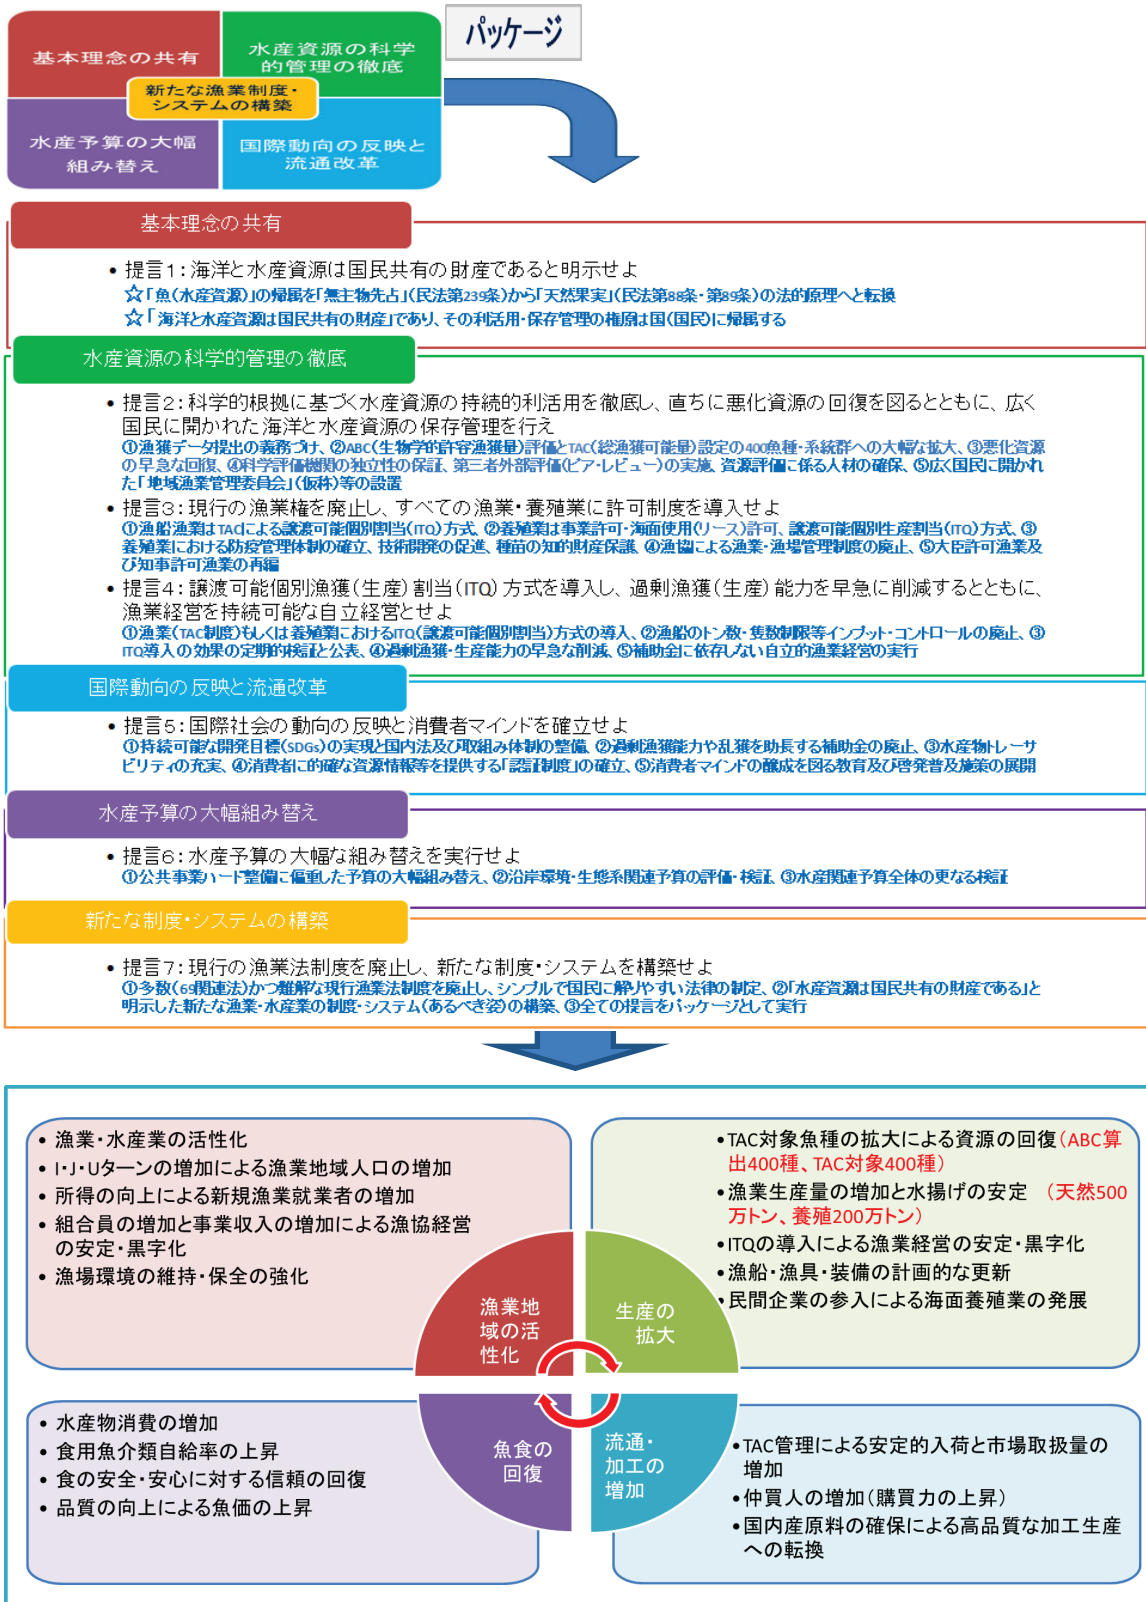 基本理念の共有
水産資源の科学
的管理の徹底
新たな漁業制度・
システムの構築
水産予算の大幅
組み替え
国際動向の反映と
流通改革
パッケージ
基本理念の共有
• 提言1：海洋と水産資源は国民共有の財産であると明示せよ
☆「魚（水産資源）」の帰属を「無主物先占」（民法第239条）から「天然果実」（民法第88条・第89条）の法的原理へと転換
☆「海洋と水産資源は国民共有の財産」であり、その利活用・保存管理の権原は国（国民）に帰属する
水産資源の科学的管理の徹底
• 提言2：科学的根拠に基づく水産資源の持続的利活用を徹底し、直ちに悪化資源の回復を図るとともに、広く
国民に開かれた海洋と水産資源の保存管理を行え
①漁獲データ提出の義務づけ、②ABC（生物学的許容漁獲量）評価とTAC（総漁獲可能量）設定の400魚種・系統群への大幅な拡大、③悪化資源
の早急な回復、④科学評価機関の独立性の保証、第三者外部評価（ピア・レビュー）の実施、資源評価に係る人材の確保、⑤広く国民に開かれ
た「地域漁業管理委員会」（仮称）等の設置
• 提言3：現行の漁業権を廃止し、すべての漁業・養殖業に許可制度を導入せよ
①漁船漁業はTACによる譲渡可能個別割当（ITQ）方式、②養殖業は事業許可・海面使用（リース）許可、譲渡可能個別生産割当（ITQ）方式、③
養殖業における防疫管理体制の確立、技術開発の促進、種苗の知的財産保護、④漁協による漁業・漁場管理制度の廃止、⑤大臣許可漁業及
び知事許可漁業の再編
• 提言4：譲渡可能個別漁獲（生産）割当（ITQ）方式を導入し、過剰漁獲（生産）能力を早急に削減するとともに、
漁業経営を持続可能な自立経営とせよ
①漁業（TAC制度）もしくは養殖業におけるITQ（譲渡可能個別割当）方式の導入、②漁船のトン数・隻数制限等インプット・コントロールの廃止、③
ITQ導入の効果の定期的検証と公表、④過剰漁獲・生産能力の早急な削減、⑤補助金に依存しない自立的漁業経営の実行
国際動向の反映と流通改革
• 提言5：国際社会の動向の反映と消費者マインドを確立せよ
①持続可能な開発目標（SDGs）の実現と国内法及び取組み体制の整備、②過剰漁獲能力や乱獲を助長する補助金の廃止、③水産物トレーサ
ビリティの充実、④消費者に的確な資源情報等を提供する「認証制度」の確立、⑤消費者マインドの醸成を図る教育及び啓発普及施策の展開
水産予算の大幅組み替え
• 提言6：水産予算の大幅な組み替えを実行せよ
①公共事業ハード整備に偏重した予算の大幅組み替え、②沿岸環境・生態系関連予算の評価・検証、③水産関連予算全体の更なる検証
新たな制度・システムの構築
• 提言7：現行の漁業法制度を廃止し、新たな制度・システムを構築せよ
①多数（69関連法）かつ難解な現行漁業法制度を廃止し、シンプルで国民に解りやすい法律の制定、②「水産資源は国民共有の財産である」と
明示した新たな漁業・水産業の制度・システム（あるべき姿）の構築、③全ての提言をパッケージとして実行
• 漁業・水産業の活性化
• I・J・Uターンの増加による漁業地域人口の増加
• 所得の向上による新規漁業就業者の増加
• 組合員の増加と事業収入の増加による漁協経営
の安定・黒字化
• 漁場環境の維持・保全の強化
• TAC対象魚種の拡大による資源の回復（ABC算
出400種、TAC対象400種）
• 漁業生産量の増加と水揚げの安定　（天然500
万トン、養殖200万トン）
• ITQの導入による漁業経営の安定・黒字化
• 漁船・漁具・装備の計画的な更新
• 民間企業の参入による海面養殖業の発展
漁業地
域の活
性化
生産の
拡大
魚食の
回復
流通・
加工の
増加
• 水産物消費の増加
• 食用魚介類自給率の上昇
• 食の安全・安心に対する信頼の回復
• 品質の向上による魚価の上昇
• TAC管理による安定的入荷と市場取扱量の
増加
• 仲買人の増加（購買力の上昇）
• 国内産原料の確保による高品質な加工生産
への転換